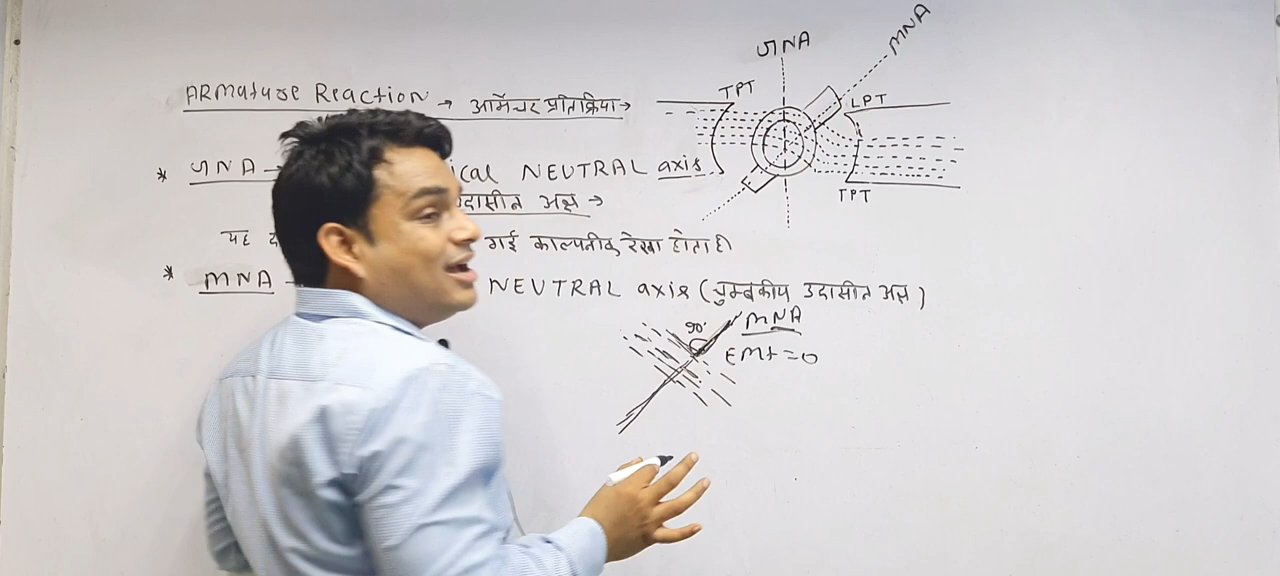 ARMature Reaction → आर्मेचर प्रतिक्रिया →
* GNA → ical NEUTRAL axis
उदासीन अक्ष →
यह गई काल्पनीक रेखा होता है
* MNA → NEUTRAL axis (चुम्बकीय उदासीन अक्ष)
GNA
MNA
TPT
LPT
TPT
90°
MNA
EMf = 0